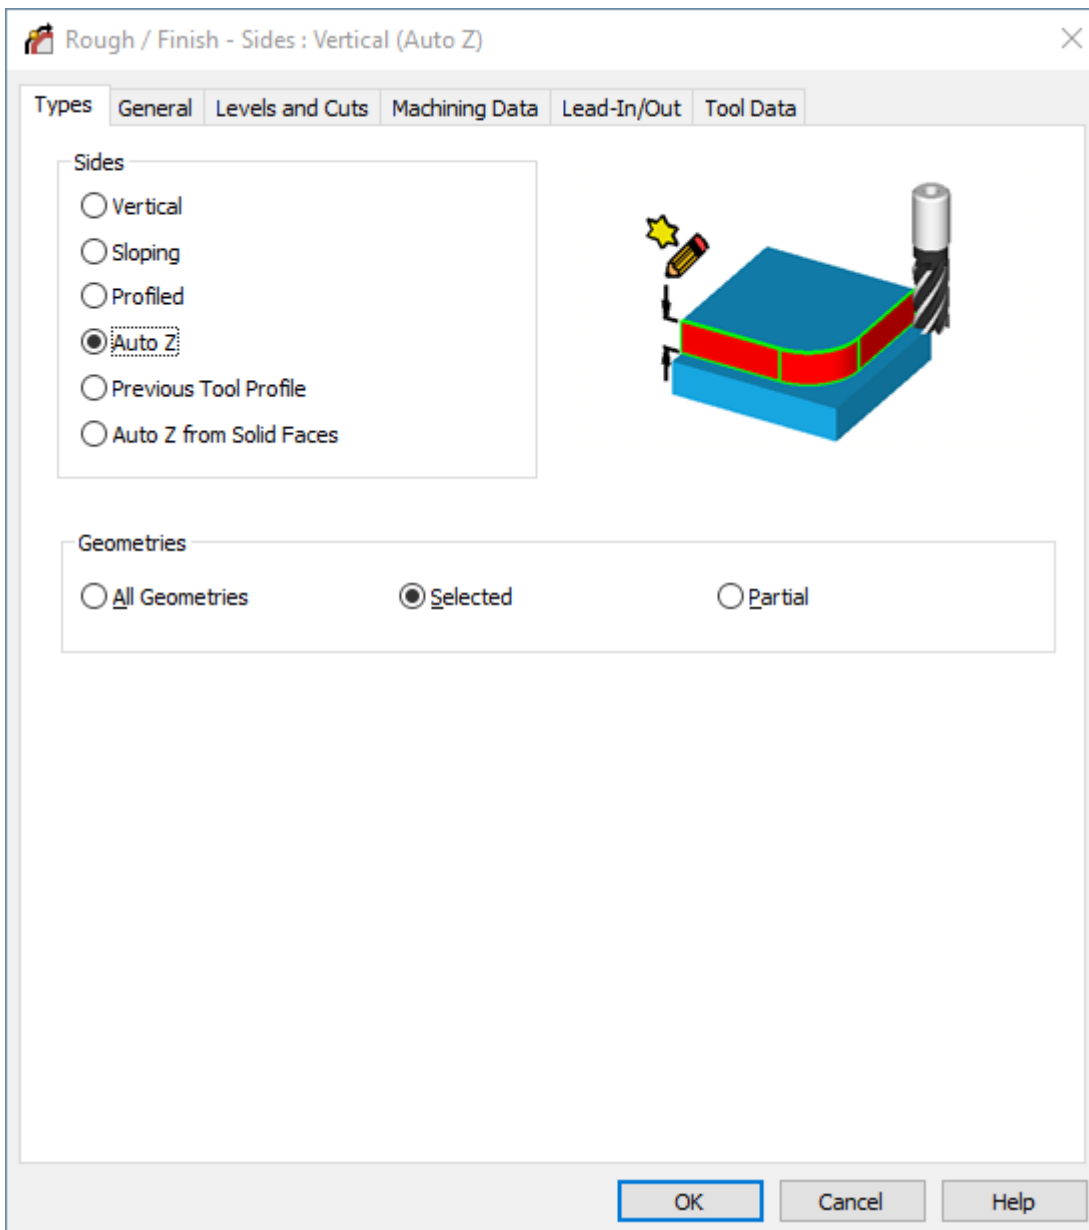 Rough / Finish - Sides : Vertical (Auto Z)
Types General Levels and Cuts Machining Data Lead-In/Out Tool Data
Sides
Vertical
Sloping
Profiled
Auto Z
Previous Tool Profile
Auto Z from Solid Faces
Geometries
All Geometries Selected Partial
OK Cancel Help